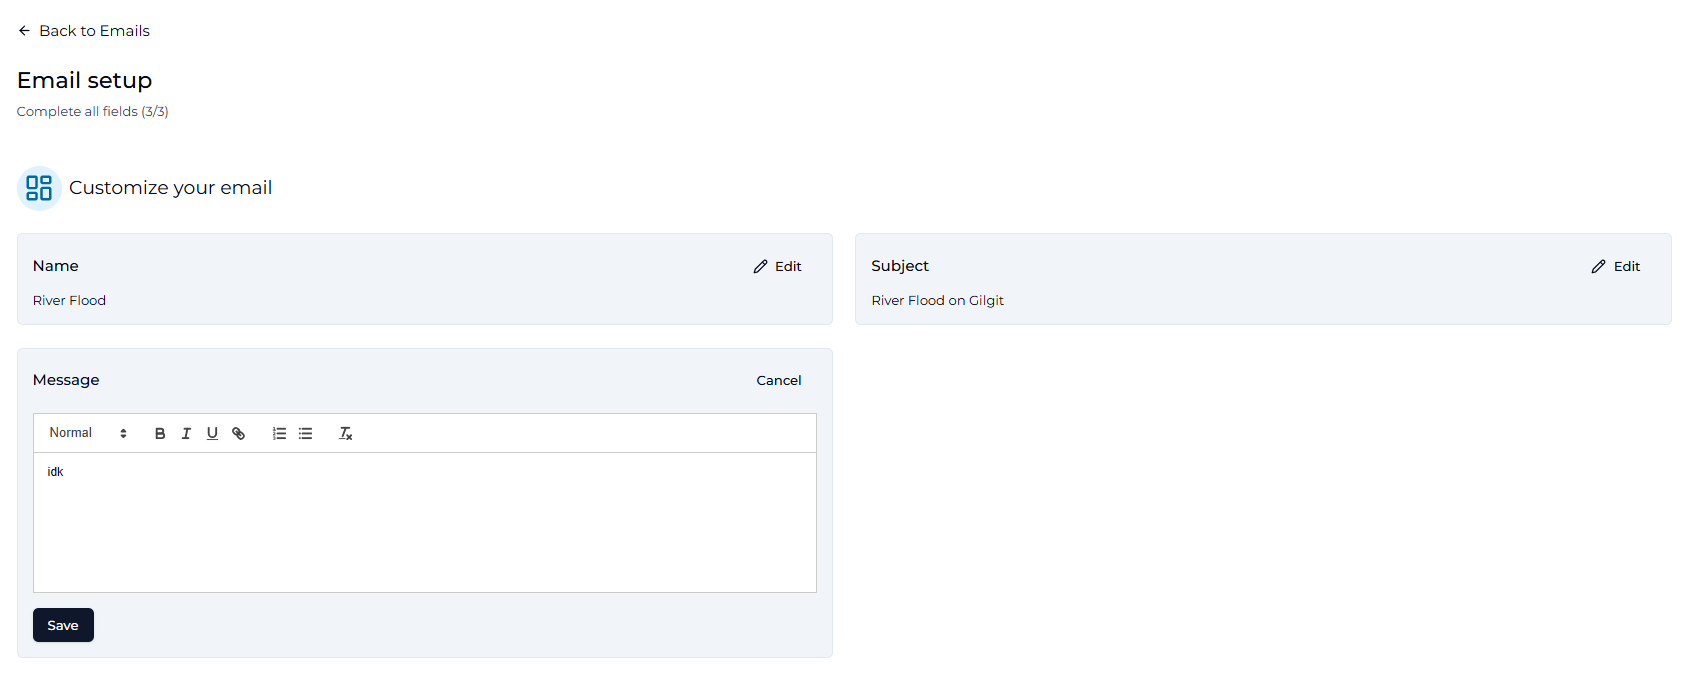 Back to Emails
Email setup
Complete all fields (3/3)
Customize your email
Name
Edit
River Flood
Subject
Edit
River Flood on Gilgit
Message
Cancel
Normal
idk
Save